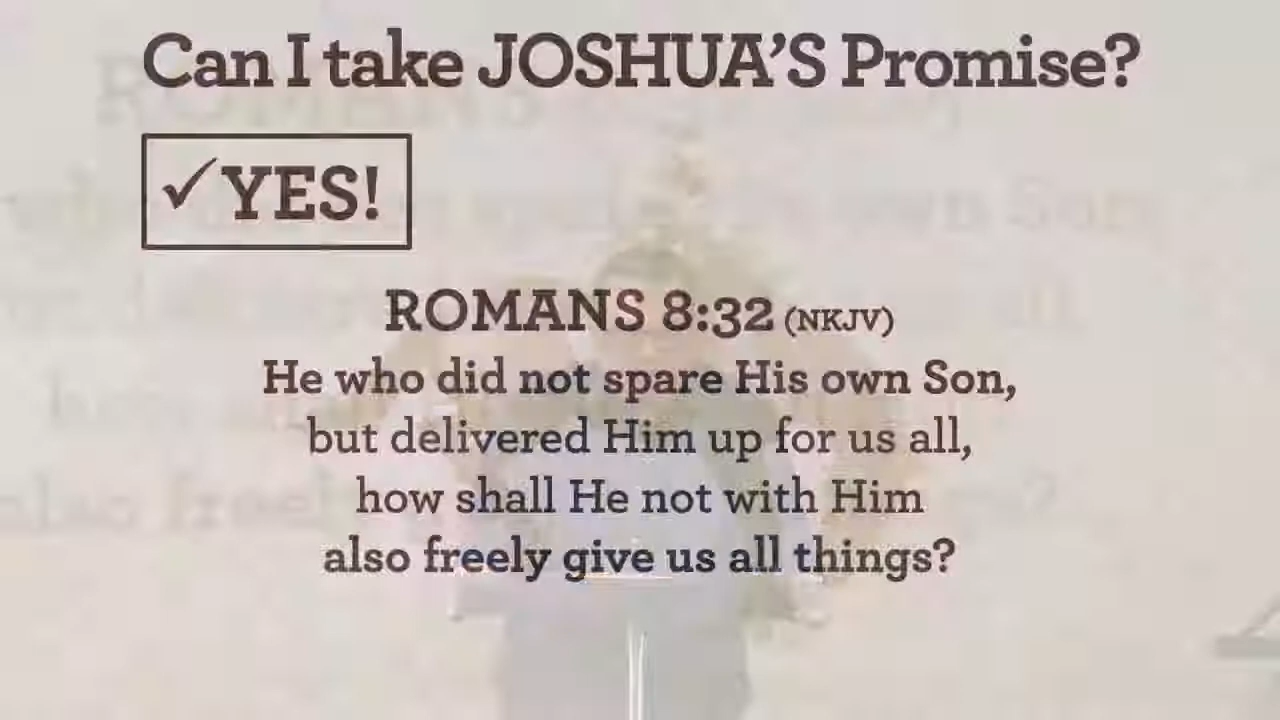 Can I take JOSHUA'S Promise?
✓YES!
ROMANS 8:32 (NKJV)
He who did not spare His own Son,
but delivered Him up for us all,
how shall He not with Him
also freely give us all things?